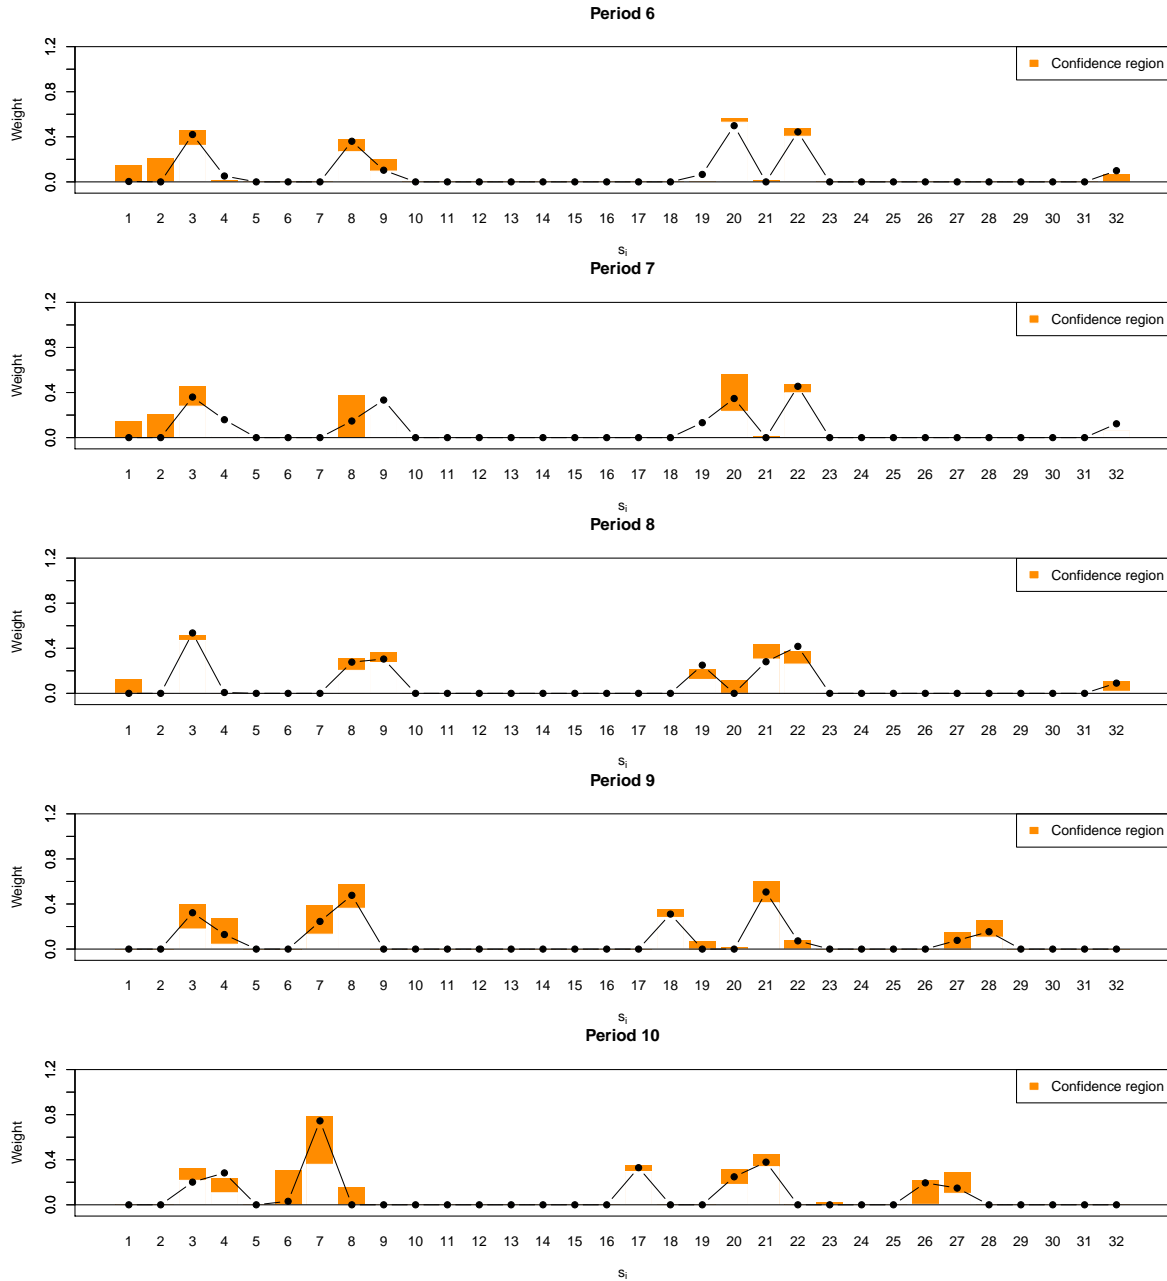 Period 6
Weight
0.0 0.4 0.8 1.2
Confidence region
1 2 3 4 5 6 7 8 9 10 11 12 13 14 15 16 17 18 19 20 21 22 23 24 25 26 27 28 29 30 31 32
s_i
Period 7
Weight
0.0 0.4 0.8 1.2
Confidence region
1 2 3 4 5 6 7 8 9 10 11 12 13 14 15 16 17 18 19 20 21 22 23 24 25 26 27 28 29 30 31 32
s_i
Period 8
Weight
0.0 0.4 0.8 1.2
Confidence region
1 2 3 4 5 6 7 8 9 10 11 12 13 14 15 16 17 18 19 20 21 22 23 24 25 26 27 28 29 30 31 32
s_i
Period 9
Weight
0.0 0.4 0.8 1.2
Confidence region
1 2 3 4 5 6 7 8 9 10 11 12 13 14 15 16 17 18 19 20 21 22 23 24 25 26 27 28 29 30 31 32
s_i
Period 10
Weight
0.0 0.4 0.8 1.2
Confidence region
1 2 3 4 5 6 7 8 9 10 11 12 13 14 15 16 17 18 19 20 21 22 23 24 25 26 27 28 29 30 31 32
s_i